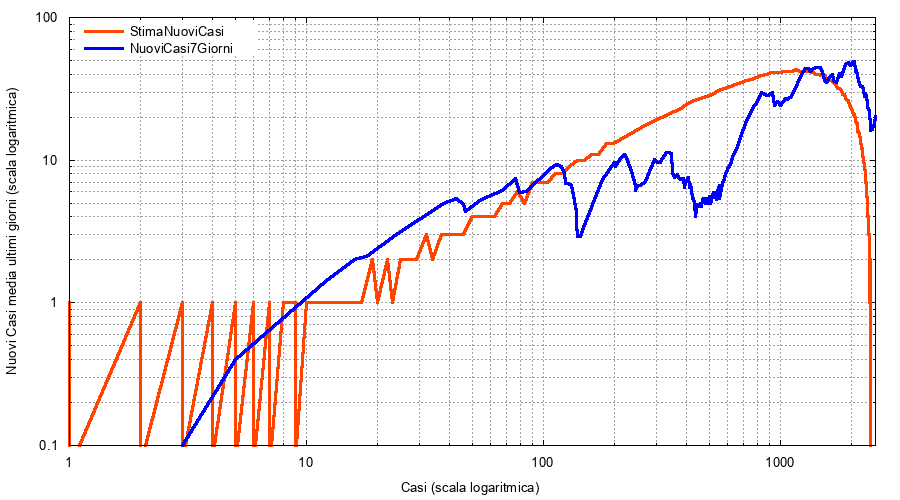 100
StimaNuoviCasi
NuoviCasi7Giorni
10
1
0.1
1
10
100
1000
Nuovi Casi media ultimi giorni (scala logaritmica)
Casi (scala logaritmica)